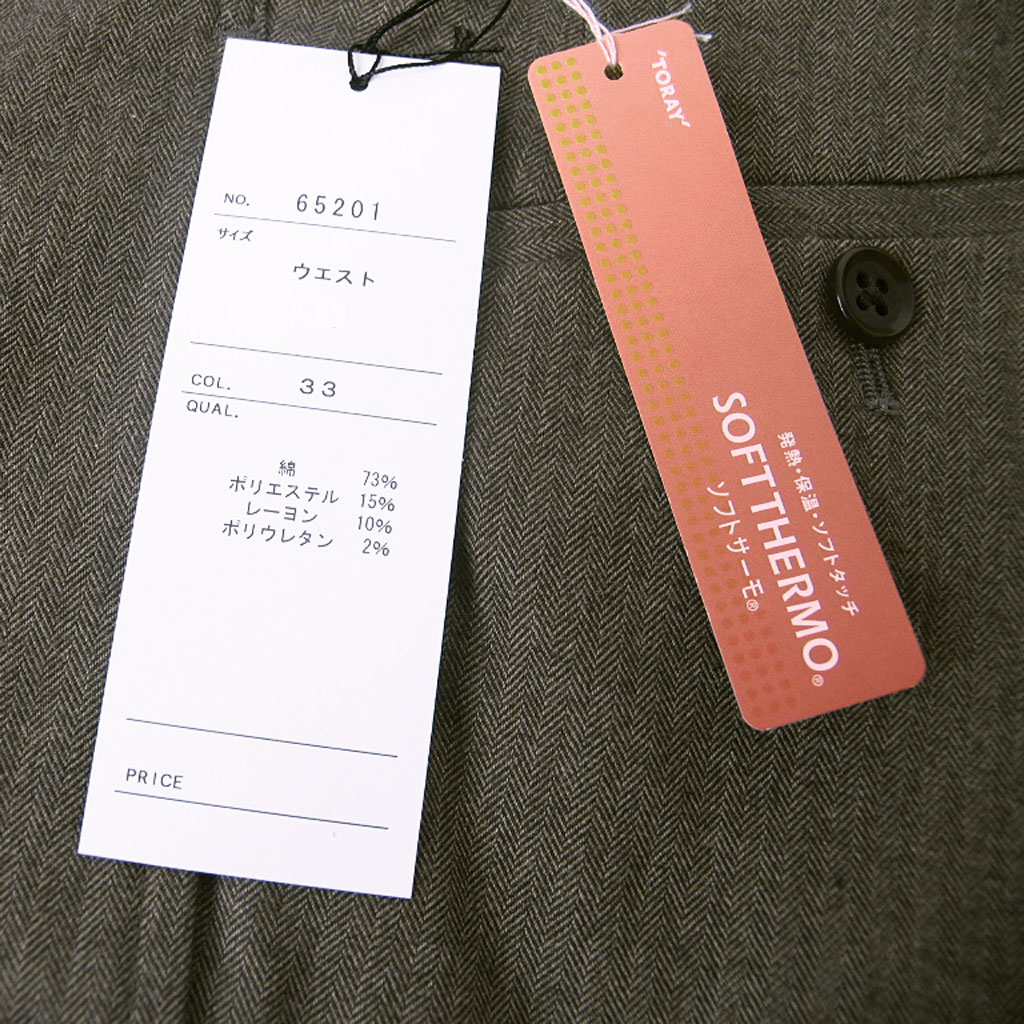 NO. 65201
サイズ
ウエスト
COL. 33
QUAL.
綿 73%
ポリエステル 15%
レーヨン 10%
ポリウレタン 2%
PRICE
'TORAY'
発熱・保温・ソフトタッチ
SOFTTHERMO®
ソフトサーモ®